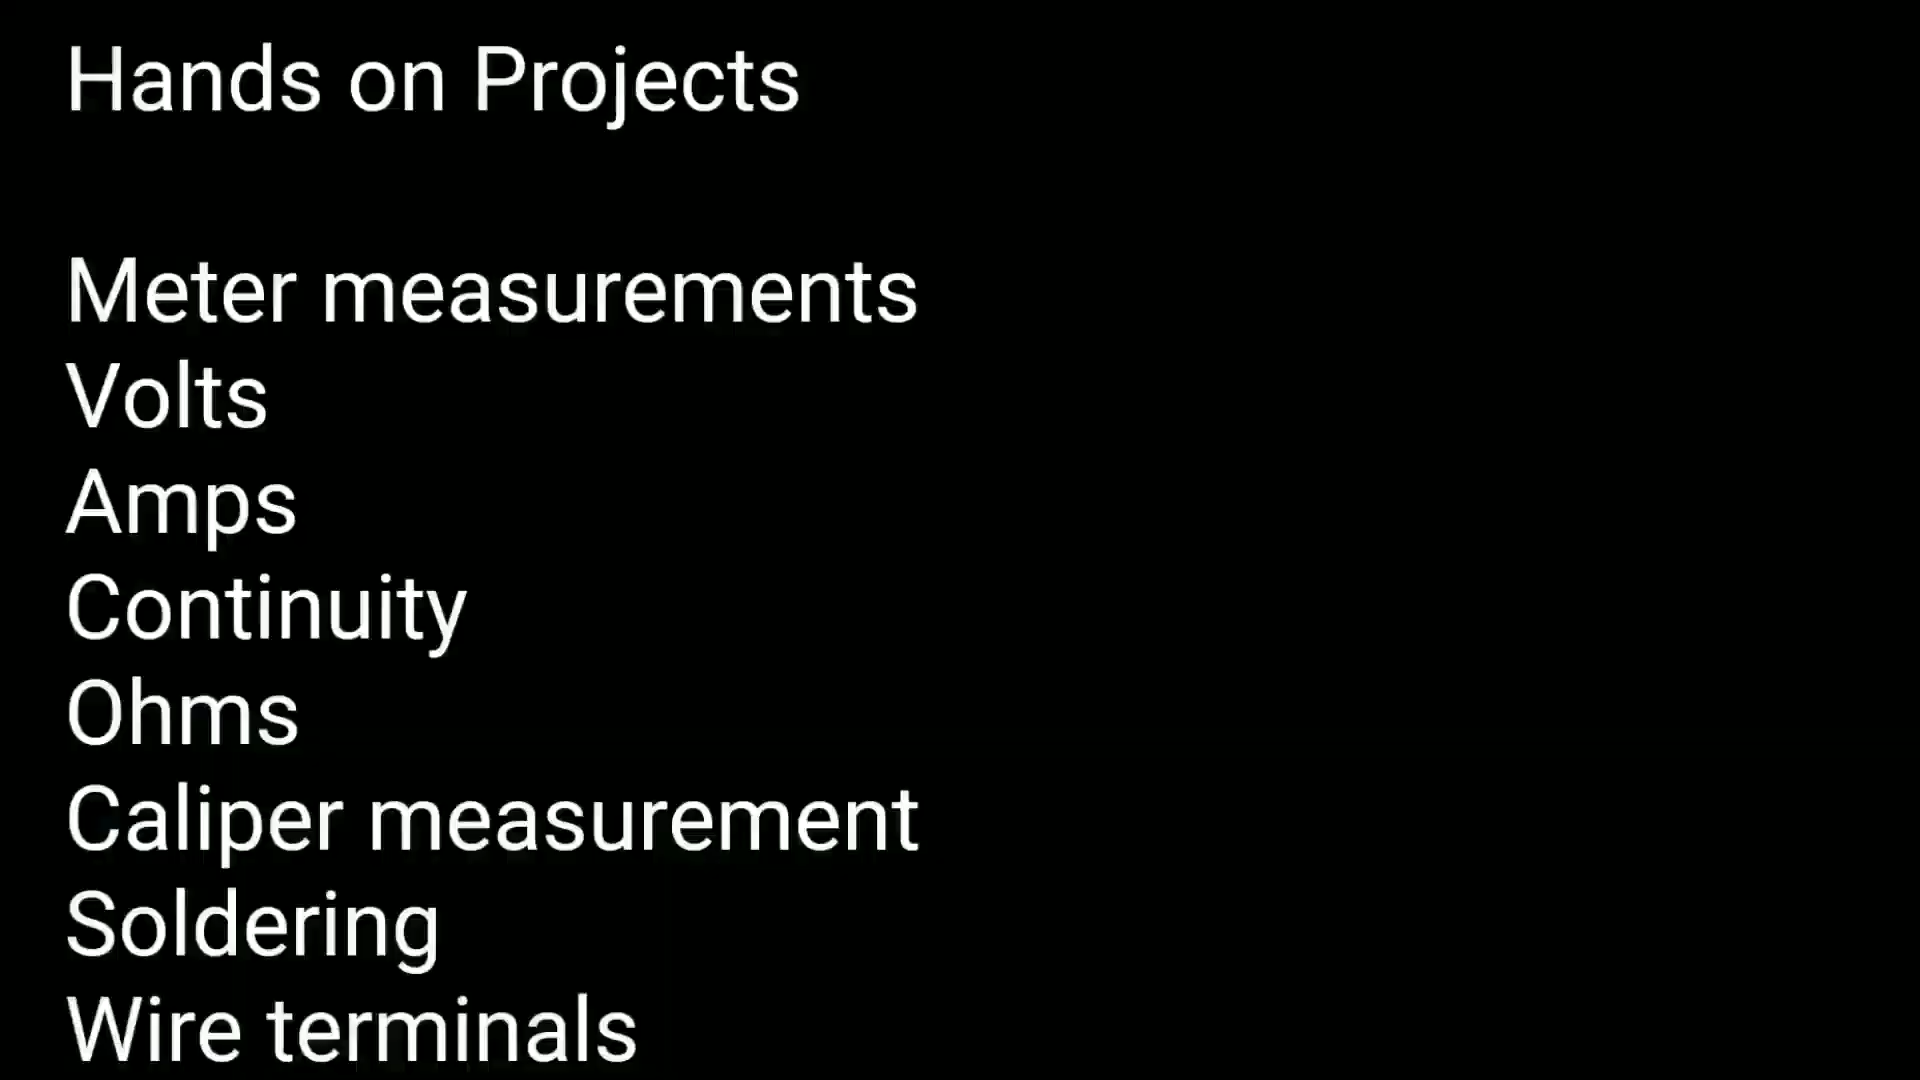 Hands on Projects
Meter measurements
Volts
Amps
Continuity
Ohms
Caliper measurement
Soldering
Wire terminals